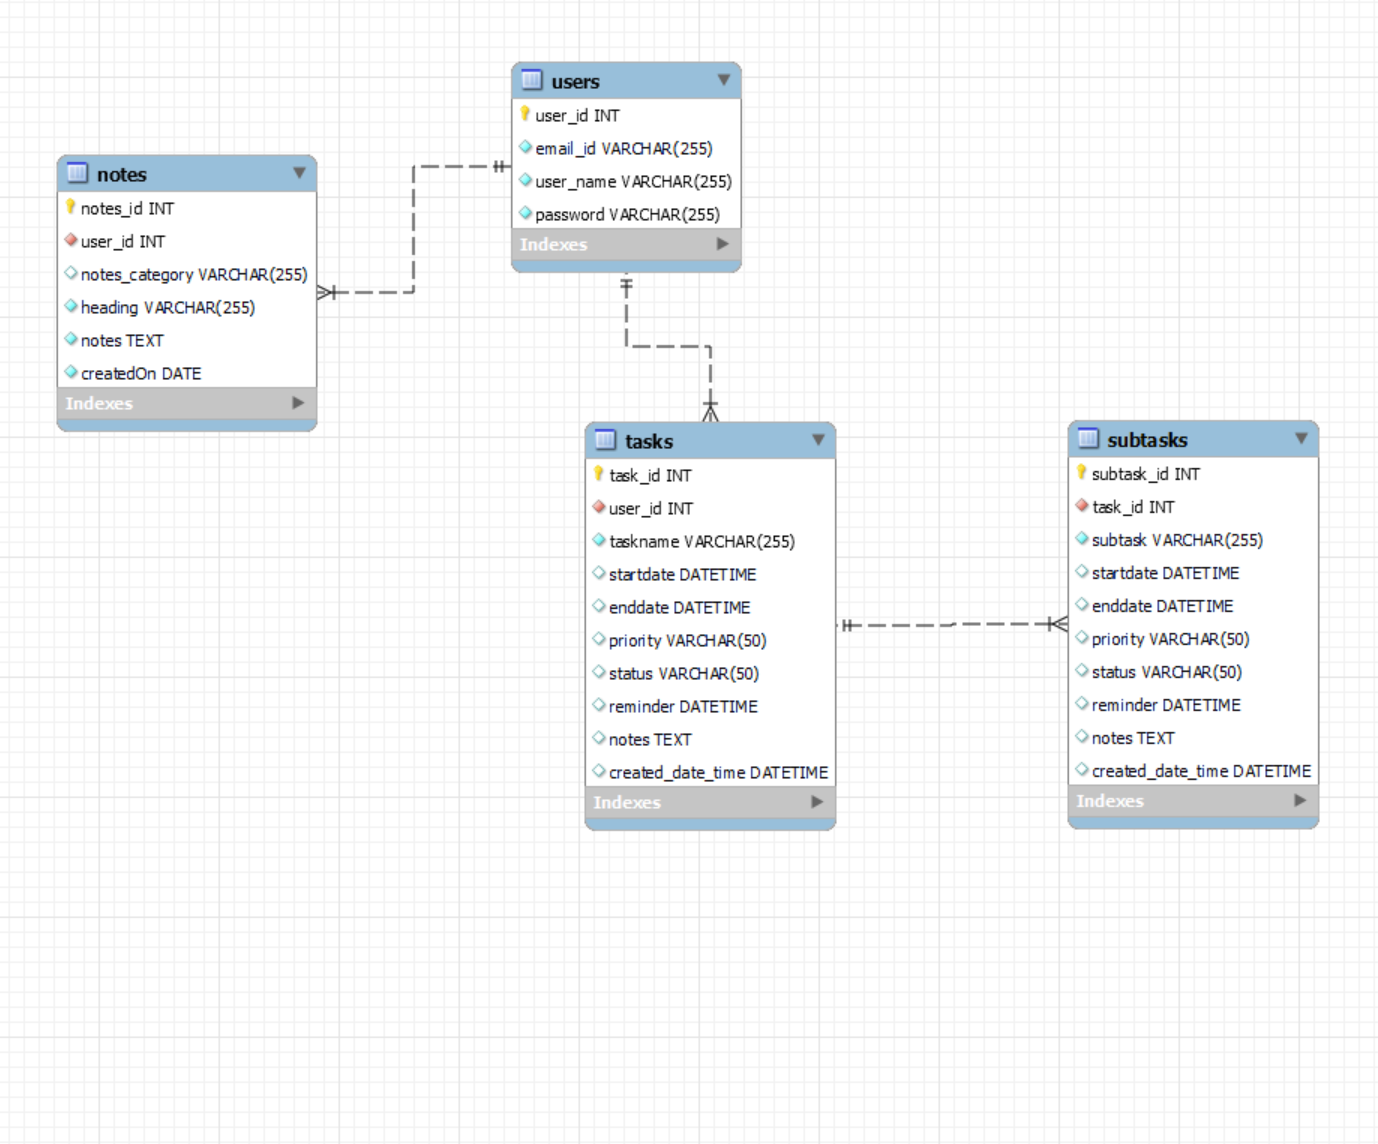 users
user_id INT
email_id VARCHAR(255)
user_name VARCHAR(255)
password VARCHAR(255)
Indexes
notes
notes_id INT
user_id INT
notes_category VARCHAR(255)
heading VARCHAR(255)
notes TEXT
createdOn DATE
Indexes
tasks
task_id INT
user_id INT
taskname VARCHAR(255)
startdate DATETIME
enddate DATETIME
priority VARCHAR(50)
status VARCHAR(50)
reminder DATETIME
notes TEXT
created_date_time DATETIME
Indexes
subtasks
subtask_id INT
task_id INT
subtask VARCHAR(255)
startdate DATETIME
enddate DATETIME
priority VARCHAR(50)
status VARCHAR(50)
reminder DATETIME
notes TEXT
created_date_time DATETIME
Indexes